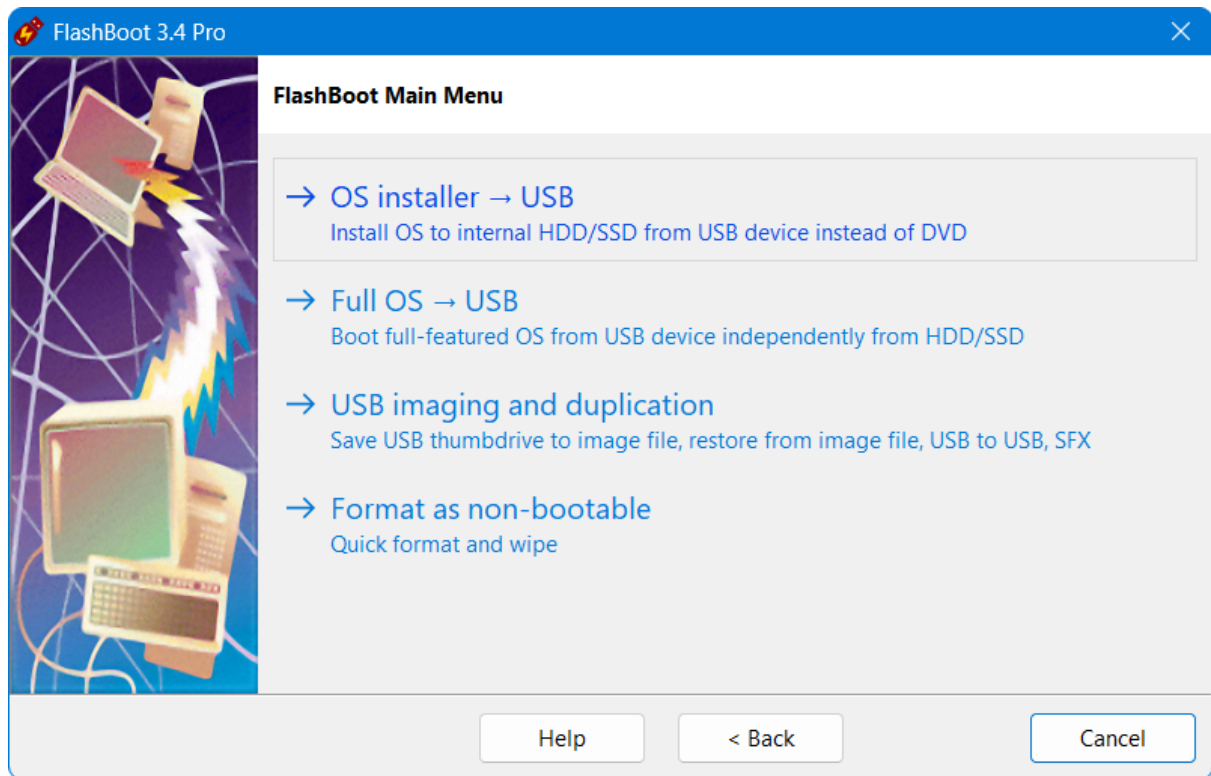 FlashBoot 3.4 Pro
FlashBoot Main Menu
→ OS installer → USB
Install OS to internal HDD/SSD from USB device instead of DVD
→ Full OS → USB
Boot full-featured OS from USB device independently from HDD/SSD
→ USB imaging and duplication
Save USB thumbdrive to image file, restore from image file, USB to USB, SFX
→ Format as non-bootable
Quick format and wipe
Help < Back Cancel